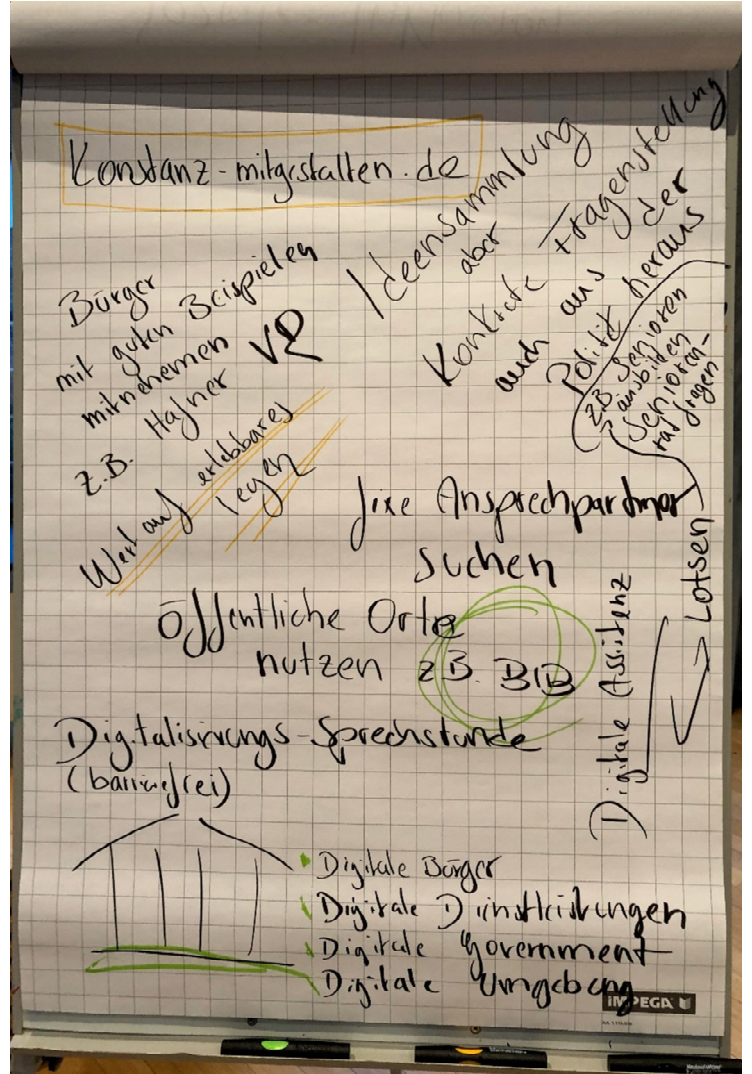 Konstanz-mitgestalten.de
Bürger
mit guten Beispielen
mitnehmen VR
z.B. Hafner
Wert auf erlebbares
legen
Ideensammlung
aber
Konkrete Fragenstellung
auch aus der
Politik heraus
z.B. Senioren
ausbilden
Senioren-
rat fragen
fixe Ansprechpartner
suchen
Lotsen
öffentliche Orte
nutzen z.B. BIB
Digitale Assistenz
Digitalisierungs-Sprechstunde
(barrierefrei)
Digitale Bürger
Digitale Dienstleistungen
Digitale Government
Digitale Umgebung
IMPEGA